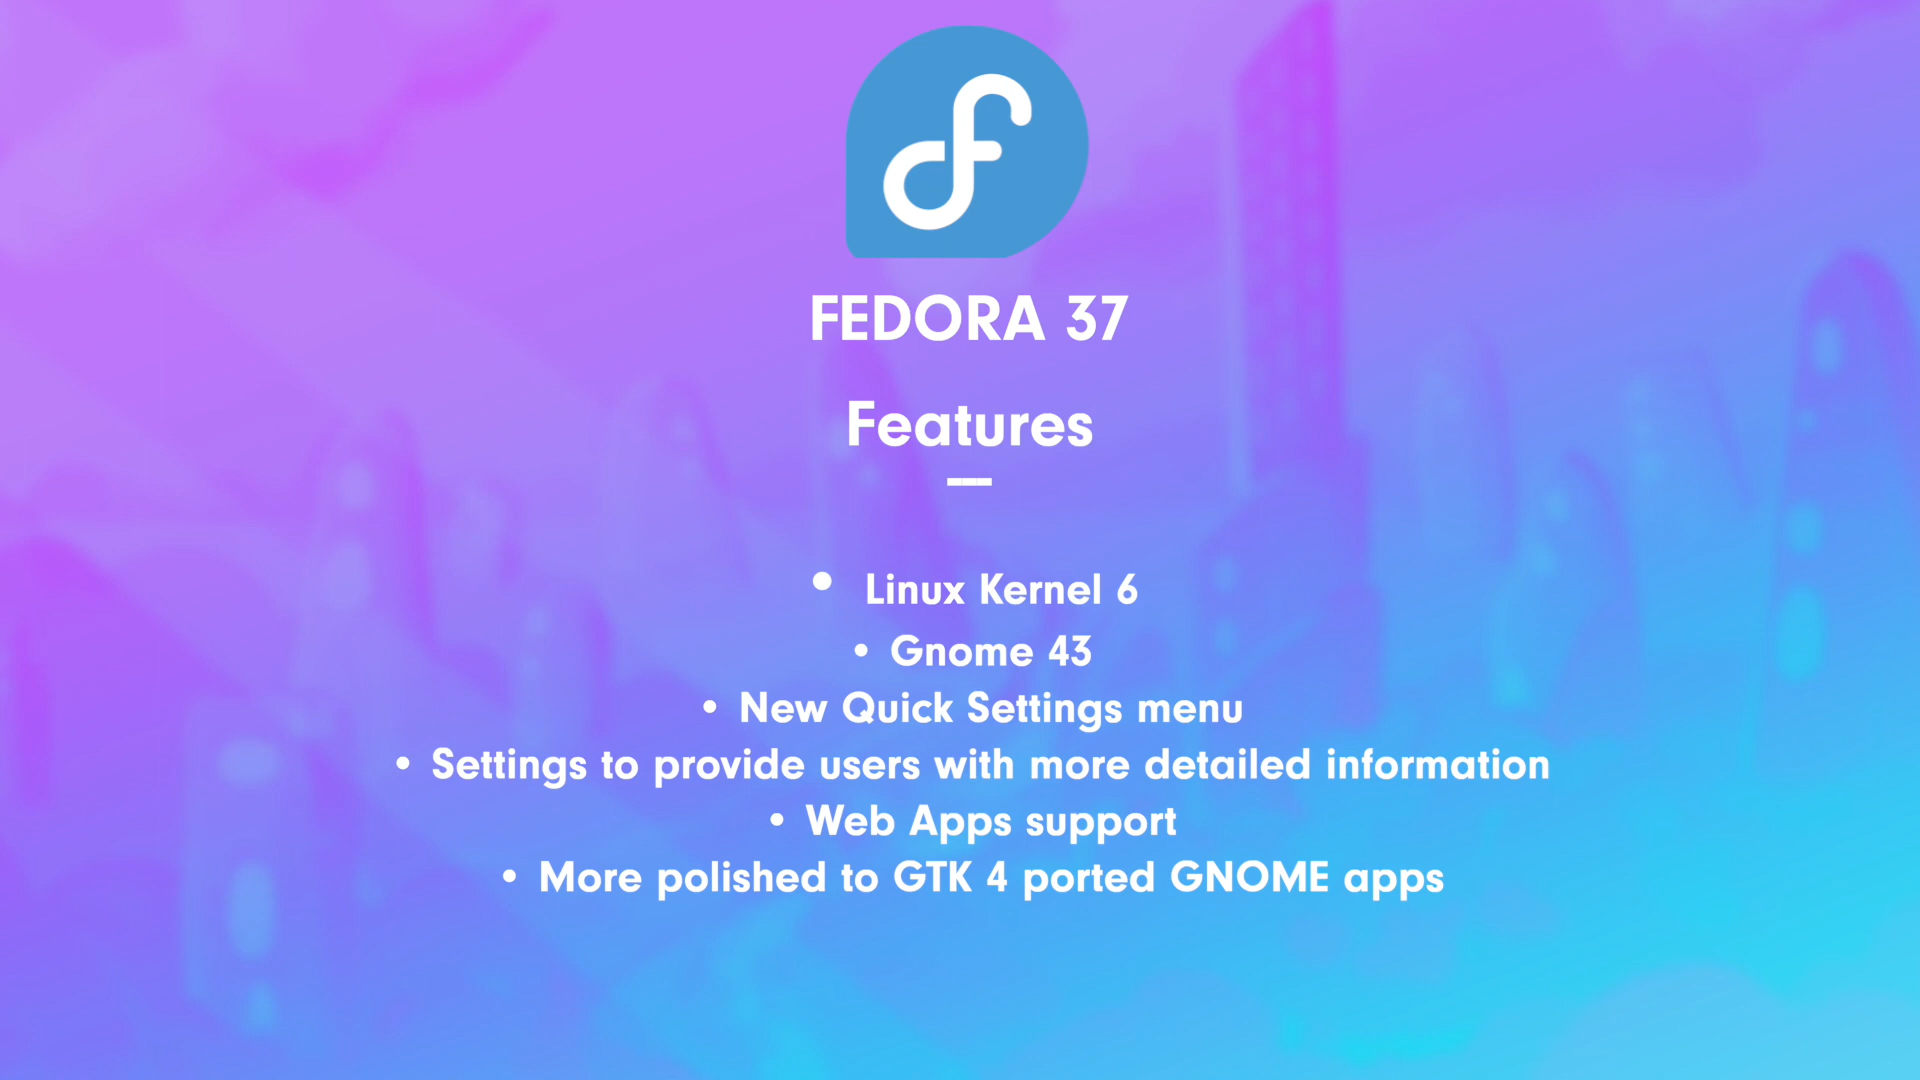 FEDORA 37
Features
—
• Linux Kernel 6
• Gnome 43
• New Quick Settings menu
• Settings to provide users with more detailed information
• Web Apps support
• More polished to GTK 4 ported GNOME apps